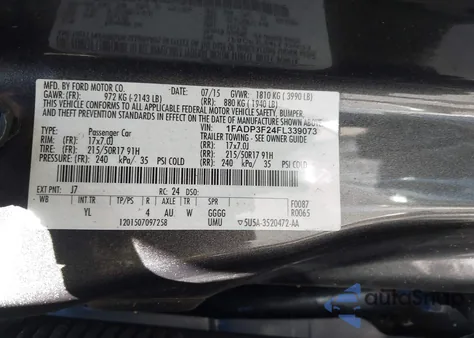 MFD. BY FORD MOTOR CO.
07/15 GVWR: 1810 KG ( 3990 LB)
GAWR: (FR): 972 KG ( 2143 LB) (RR): 880 KG ( 1940 LB)
THIS VEHICLE CONFORMS TO ALL APPLICABLE FEDERAL MOTOR VEHICLE SAFETY, BUMPER,
AND THEFT PREVENTION STANDARDS IN EFFECT ON THE DATE OF MANUFACTURE SHOWN ABOVE.
VIN: 1FADP3F24FL339073
TYPE: Passenger Car TRAILER TOWING - SEE OWNER GUIDE
RIM: (FR): 17x7.0J (RR): 17x7.0J
TIRE: (FR): 215/50R17 91H (RR): 215/50R17 91H
PRESSURE: (FR): 240 kPa/ 35 PSI COLD (RR): 240 kPa/ 35 PSI COLD
EXT PNT: J7 RC: 24 DSO:
WB INT TR TP/PS R AXLE TR SPR F0087
YL 4 AU W GGGG R0065
1201507097258 UMU 5U5A-3520472-AA
autoSnap